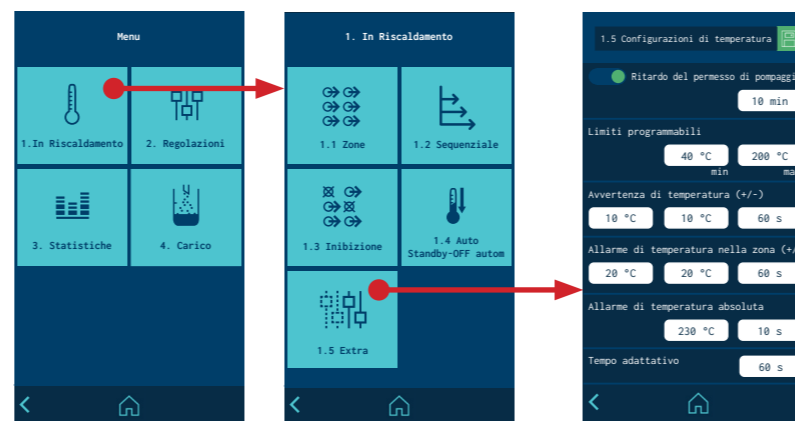 Menu
1.In Riscaldamento
2. Regolazioni
3. Statistiche
4. Carico
1. In Riscaldamento
1.1 Zone
1.2 Sequenziale
1.3 Inibizione
1.4 Auto
Standby-OFF autom
1.5 Extra
1.5 Configurazioni di temperatura
Ritardo del permesso di pompaggi
10 min
Limiti programmabili
40 °C
200 °C
min
ma
Avvertenza di temperatura (+/-)
10 °C
10 °C
60 s
Allarme di temperatura nella zona (+/
20 °C
20 °C
60 s
Allarme di temperatura absoluta
230 °C
10 s
Tempo adattativo
60 s